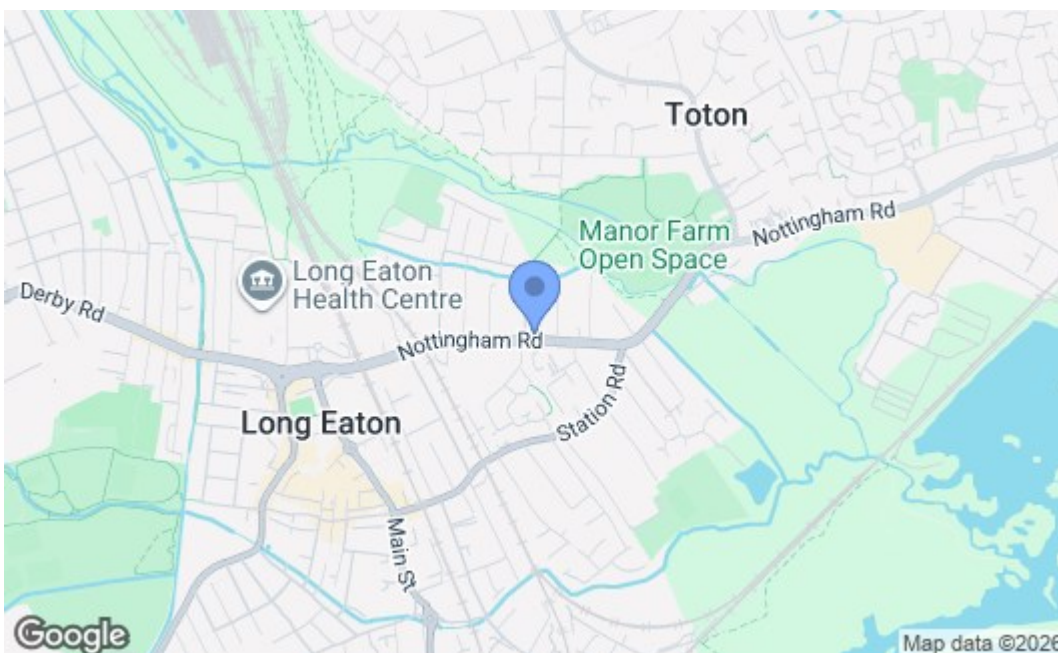 Toton
Nottingham Rd
Manor Farm
Open Space
Long Eaton
Health Centre
Derby Rd
Nottingham Rd
Long Eaton
Station Rd
Main St
Google
Map data ©2026